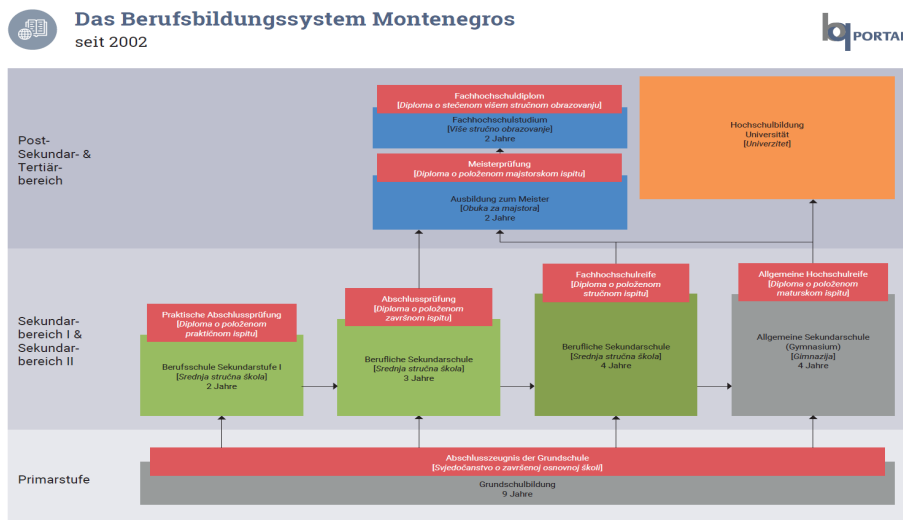 Das Berufsbildungssystem Montenegros
seit 2002
bq PORTAL
Post-
Sekundar- &
Tertiär-
bereich
Fachhochschuldiplom
[Diploma o stečenom višem stručnom obrazovanju]
Fachhochschulstudium
[Više stručno obrazovanje]
2 Jahre
Meisterprüfung
[Diploma o položenom majstorskom ispitu]
Ausbildung zum Meister
[Obuka za majstora]
2 Jahre
Hochschulbildung
Universität
[Univerzitet]
Sekundar-
bereich I &
Sekundar-
bereich II
Praktische Abschlussprüfung
[Diploma o položenom
praktičnom ispitu]
Berufsschule Sekundarstufe I
[Srednja stručna škola]
2 Jahre
Abschlussprüfung
[Diploma o položenom
završnom ispitu]
Berufliche Sekundarschule
[Srednja stručna škola]
3 Jahre
Fachhochschulreife
[Diploma o položenom
stručnom ispitu]
Berufliche Sekundarschule
[Srednja stručna škola]
4 Jahre
Allgemeine Hochschulreife
[Diploma o položenom
maturskom ispitu]
Allgemeine Sekundarschule
(Gymnasium)
[Gimnazija]
4 Jahre
Primarstufe
Abschlusszeugnis der Grundschule
[Svjedočanstvo o završenoj osnovnoj školi]
Grundschulbildung
9 Jahre